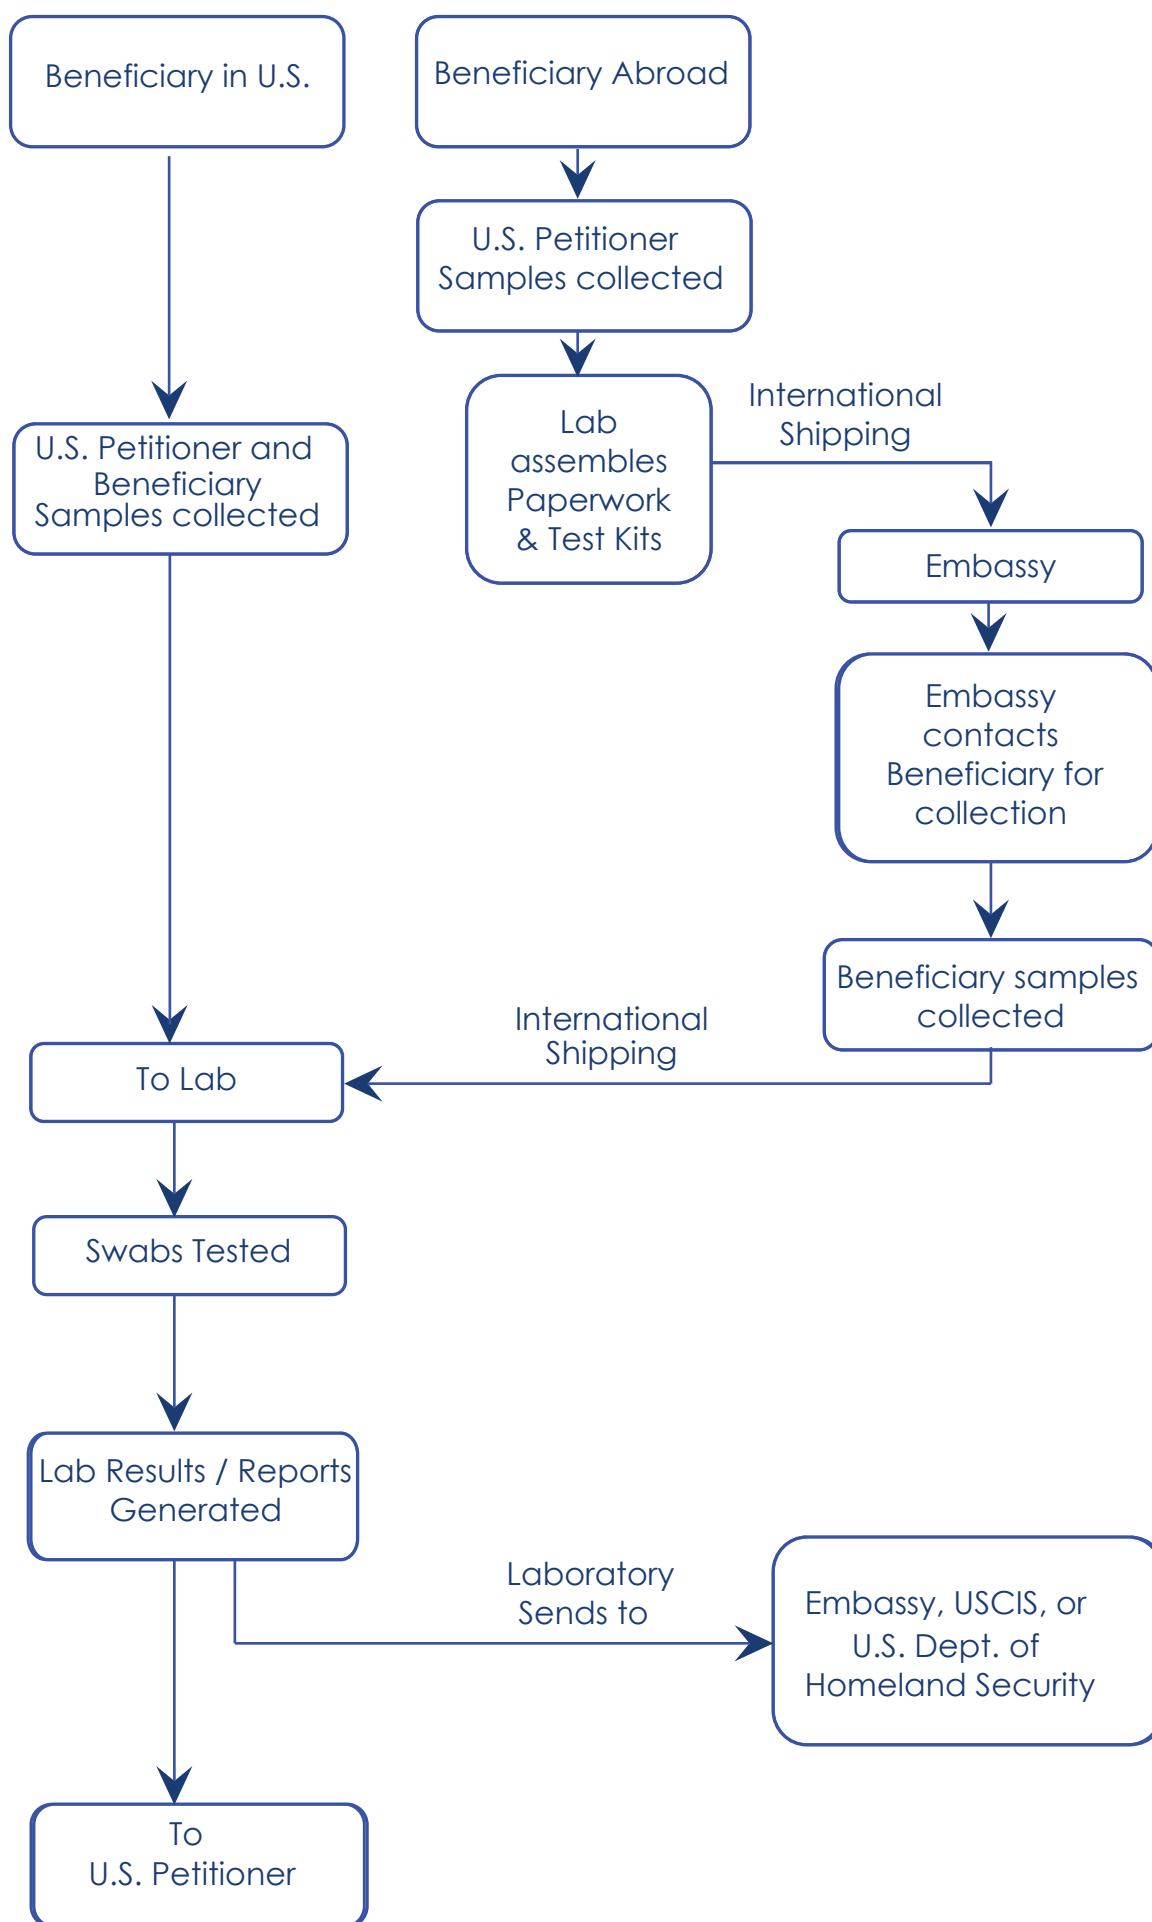 Beneficiary in U.S.
Beneficiary Abroad
U.S. Petitioner
Samples collected
Lab
assembles
Paperwork
& Test Kits
International
Shipping
U.S. Petitioner and
Beneficiary
Samples collected
Embassy
Embassy
contacts
Beneficiary for
collection
Beneficiary samples
collected
International
Shipping
To Lab
Swabs Tested
Lab Results / Reports
Generated
Laboratory
Sends to
Embassy, USCIS, or
U.S. Dept. of
Homeland Security
To
U.S. Petitioner